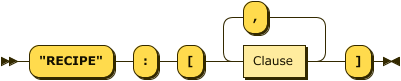 ,
"RECIPE" : [ Clause ]